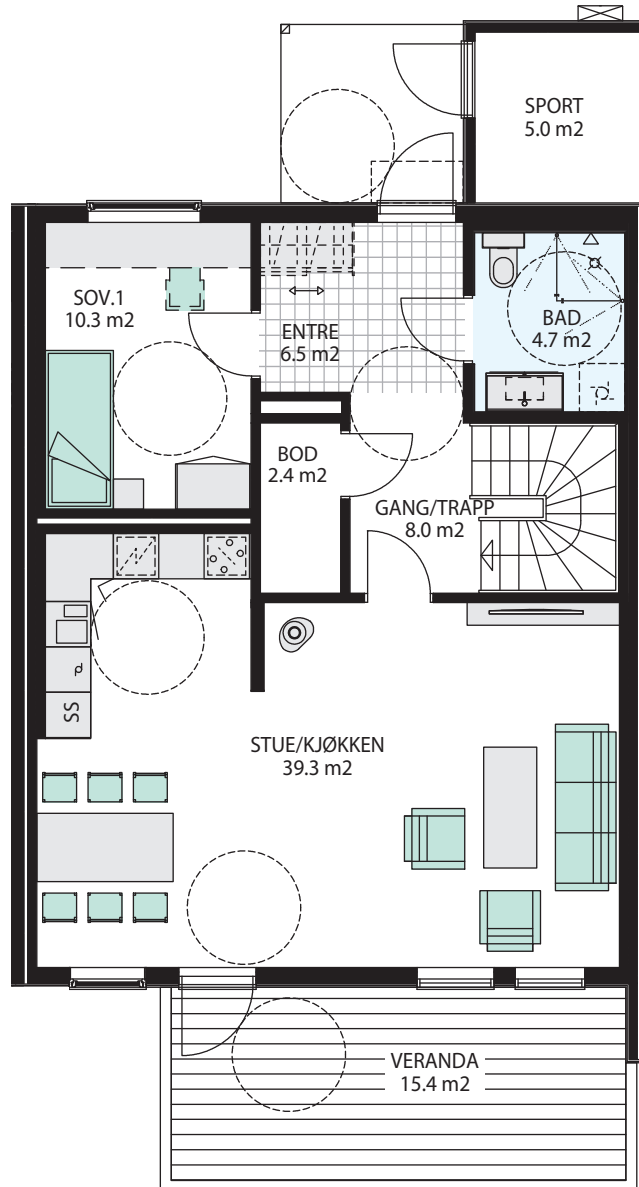 SPORT
5.0 m2
SOV.1
10.3 m2
ENTRE
6.5 m2
BAD
4.7 m2
BOD
2.4 m2
GANG/TRAPP
8.0 m2
SS
STUE/KJØKKEN
39.3 m2
VERANDA
15.4 m2